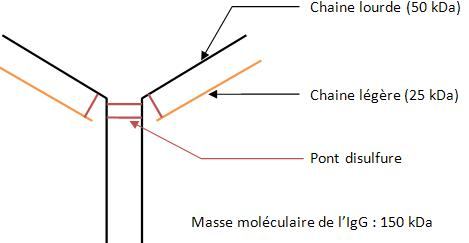 Chaine lourde (50 kDa)
Chaine légère (25 kDa)
Pont disulfure
Masse moléculaire de l'IgG : 150 kDa